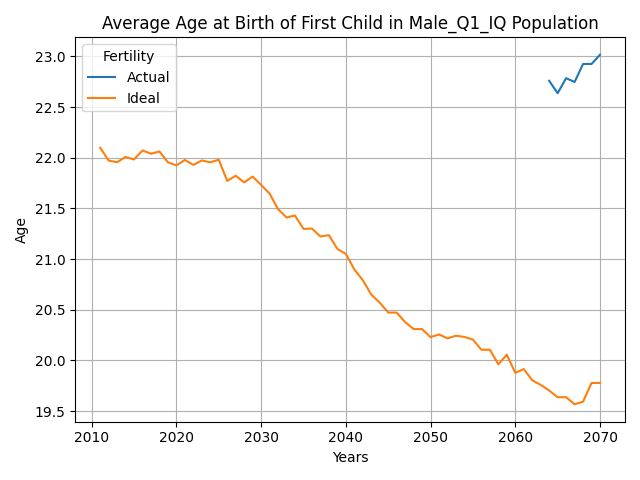 Average Age at Birth of First Child in Male_Q1_IQ Population
Fertility
Actual
Ideal
Age
23.0
22.5
22.0
21.5
21.0
20.5
20.0
19.5
2010 2020 2030 2040 2050 2060 2070
Years